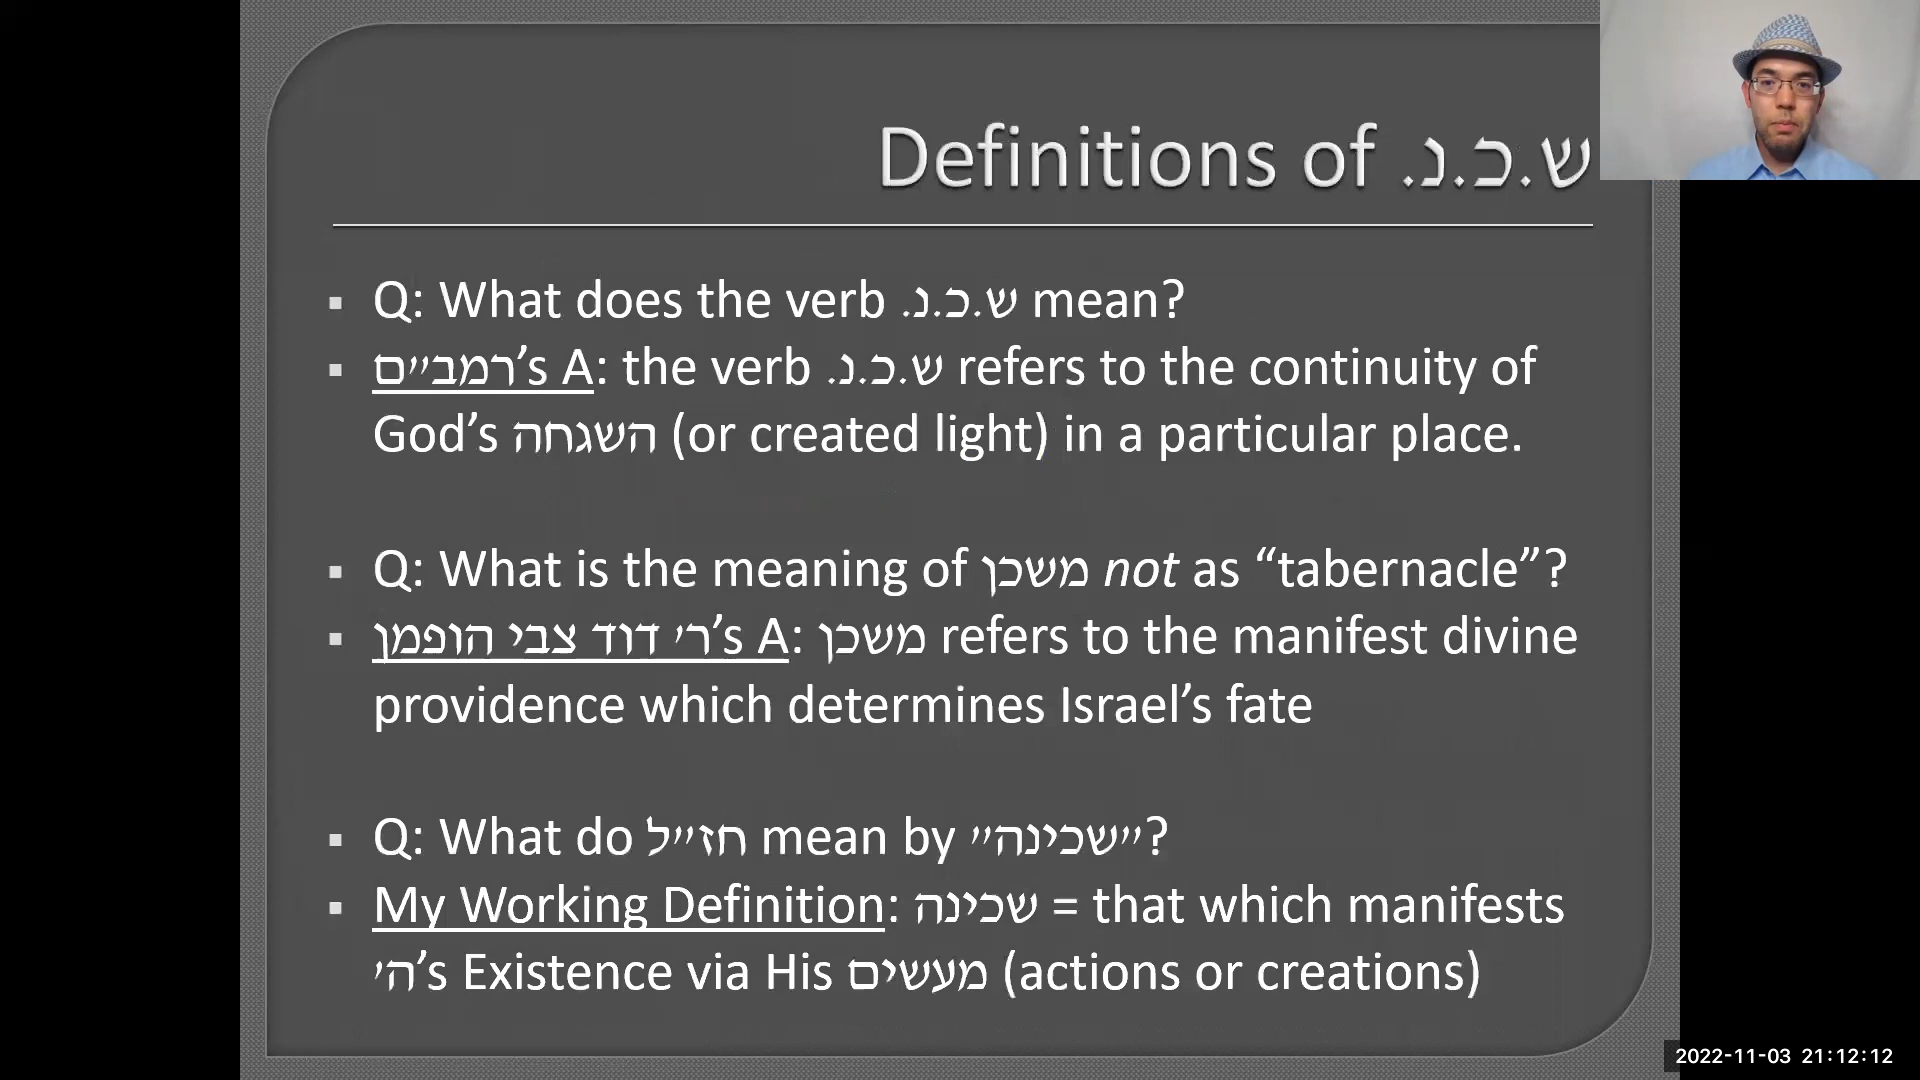 Definitions of ש.כ.נ.
Q: What does the verb ש.כ.נ. mean?
רמב״ם’s A: the verb ש.כ.נ. refers to the continuity of
God’s השגחה (or created light) in a particular place.
Q: What is the meaning of משכן not as “tabernacle”?
ר׳ דוד צבי הופמן’s A: משכן refers to the manifest divine
providence which determines Israel’s fate
Q: What do חז״ל mean by ״שכינה״?
My Working Definition: שכינה = that which manifests
ה׳’s Existence via His מעשים (actions or creations)
2022-11-03 21:12:12